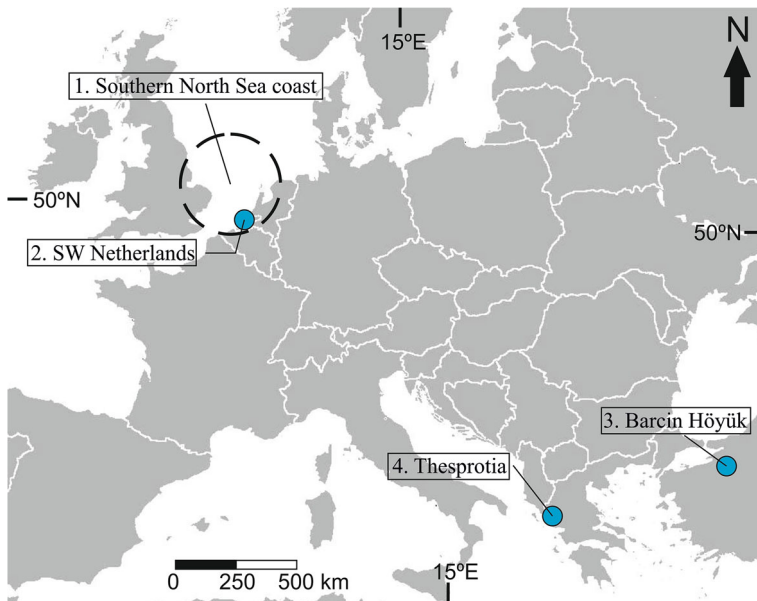 15ºE
N
1. Southern North Sea coast
50ºN
50ºN
2. SW Netherlands
3. Barcin Höyük
4. Thesprotia
0 250 500 km
15ºE